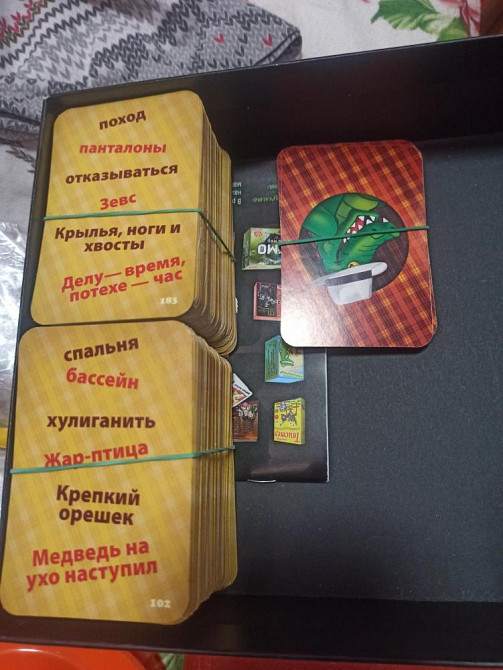 поход
панталоны
отказываться
Зевс
Крылья, ноги и
хвосты
Делу — время,
потехе — час
183
спальня
бассейн
хулиганить
Жар-птица
Крепкий
орешек
Медведь на
ухо наступил
102